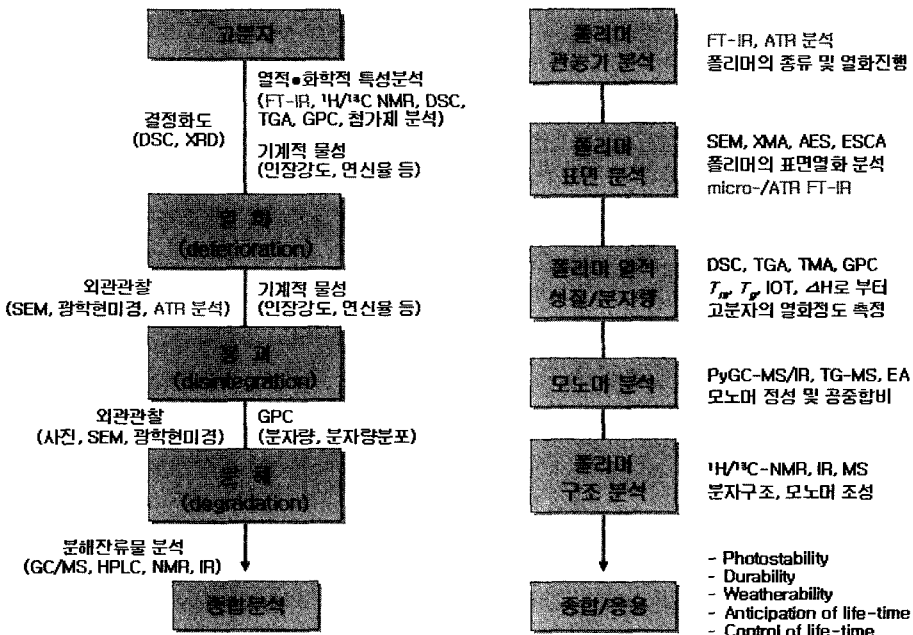 고분자
열적•화학적 특성분석
(FT-IR, ¹H/¹³C NMR, DSC,
TGA, GPC, 첨가제 분석)
결정화도
(DSC, XRD)
기계적 물성
(인장강도, 연신율 등)
열 화
(deterioration)
외관관찰
(SEM, 광학현미경, ATR 분석)
기계적 물성
(인장강도, 연신율 등)
붕 괴
(disintegration)
외관관찰
(사진, SEM, 광학현미경)
GPC
(분자량, 분자량분포)
분 해
(degradation)
분해잔류물 분석
(GC/MS, HPLC, NMR, IR)
종합분석
폴리머
관능기 분석
FT-IR, ATR 분석
폴리머의 종류 및 열화진행
폴리머
표면 분석
SEM, XMA, AES, ESCA
폴리머의 표면열화 분석
micro-/ATR FT-IR
폴리머 열적
성질/분자량
DSC, TGA, TMA, GPC
Tm, Tg, IOT, ΔH로 부터
고분자의 열화정도 측정
모노머 분석
PyGC-MS/IR, TG-MS, EA
모노머 정성 및 공중합비
폴리머
구조 분석
¹H/¹³C-NMR, IR, MS
분자구조, 모노머 조성
종합/응용
- Photostability
- Durability
- Weatherability
- Anticipation of life-time
- Control of life-time